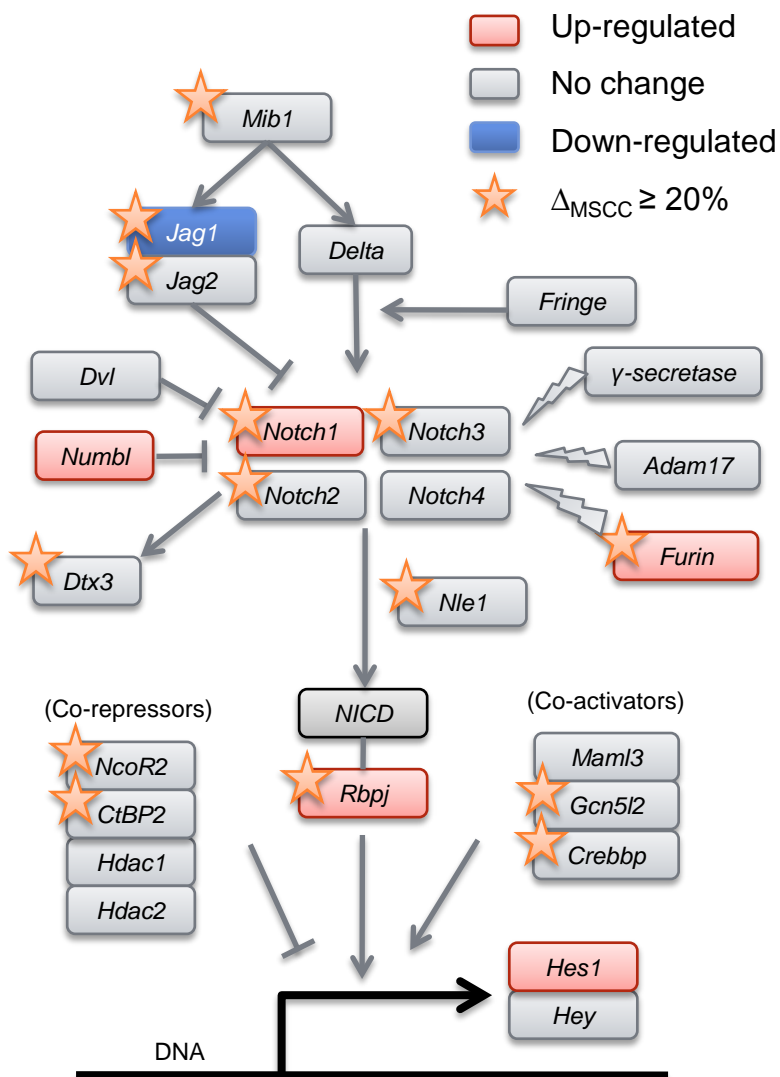 Up-regulated
No change
Down-regulated
ΔMSCC ≥ 20%
Mib1
Jag1
Jag2
Delta
Fringe
Dvl
γ-secretase
Notch1
Notch3
Numbl
Adam17
Notch2
Notch4
Furin
Dtx3
Nle1
(Co-repressors)
NICD
(Co-activators)
NcoR2
Rbpj
Maml3
CtBP2
Gcn5l2
Hdac1
Crebbp
Hdac2
Hes1
Hey
DNA